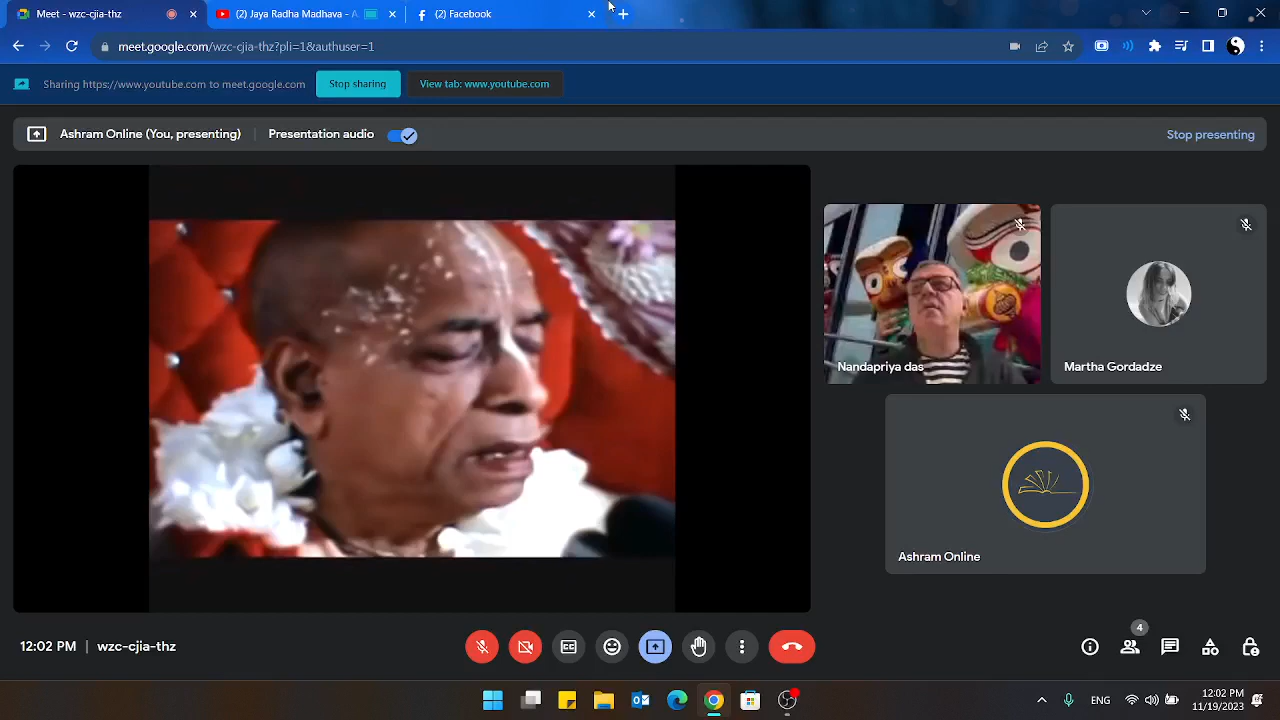 Meet - wzc-cjia-thz
(2) Jaya Radha Madhava - A.
(2) Facebook
meet.google.com/wzc-cjia-thz?pli=1&authuser=1
Sharing https://www.youtube.com to meet.google.com
Stop sharing
View tab: www.youtube.com
Ashram Online (You, presenting)
Presentation audio
Stop presenting
Nandapriya das
Martha Gordadze
Ashram Online
12:02 PM
wzc-cjia-thz
CC
4
ENG
12:02 PM
11/19/2023